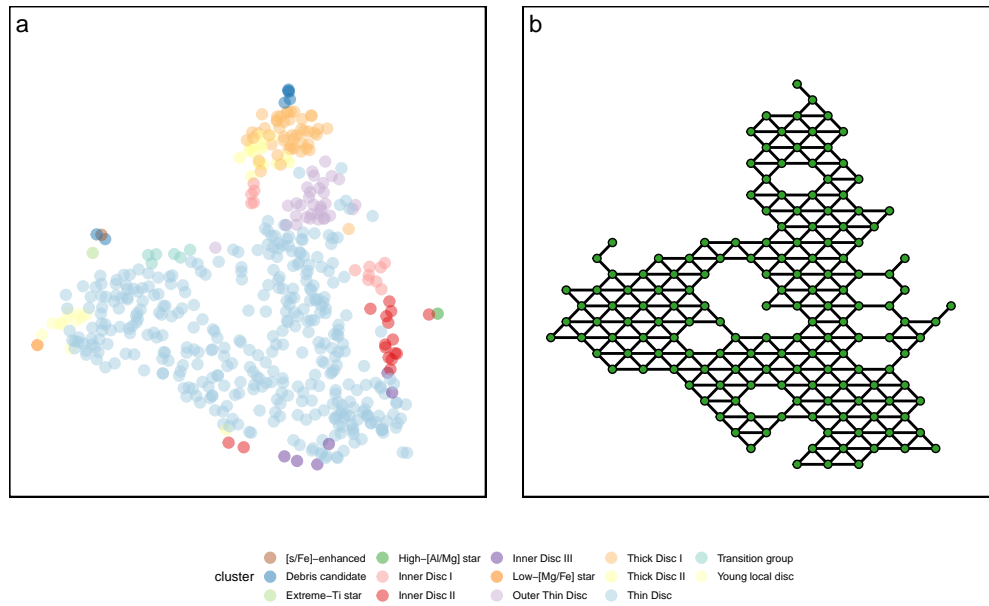 a
b
cluster
[s/Fe]−enhanced
High−[Al/Mg] star
Inner Disc III
Thick Disc I
Transition group
Debris candidate
Inner Disc I
Low−[Mg/Fe] star
Thick Disc II
Young local disc
Extreme−Ti star
Inner Disc II
Outer Thin Disc
Thin Disc